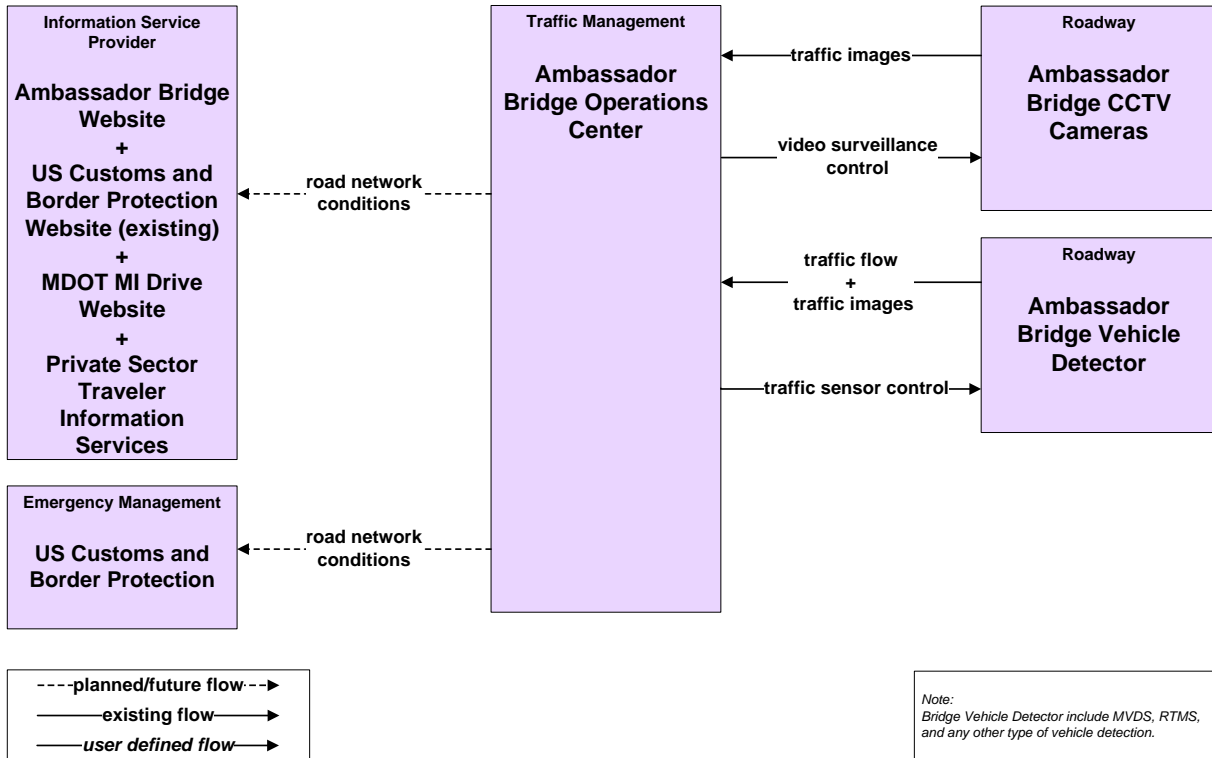 Information Service
Provider
Ambassador Bridge
Website
+
US Customs and
Border Protection
Website (existing)
+
MDOT MI Drive
Website
+
Private Sector
Traveler
Information
Services
Emergency Management
US Customs and
Border Protection
road network
conditions
road network
conditions
Traffic Management
Ambassador
Bridge Operations
Center
traffic images
video surveillance
control
traffic flow
+
traffic images
traffic sensor control
Roadway
Ambassador
Bridge CCTV
Cameras
Roadway
Ambassador
Bridge Vehicle
Detector
planned/future flow
existing flow
user defined flow
Note:
Bridge Vehicle Detector include MVDS, RTMS,
and any other type of vehicle detection.